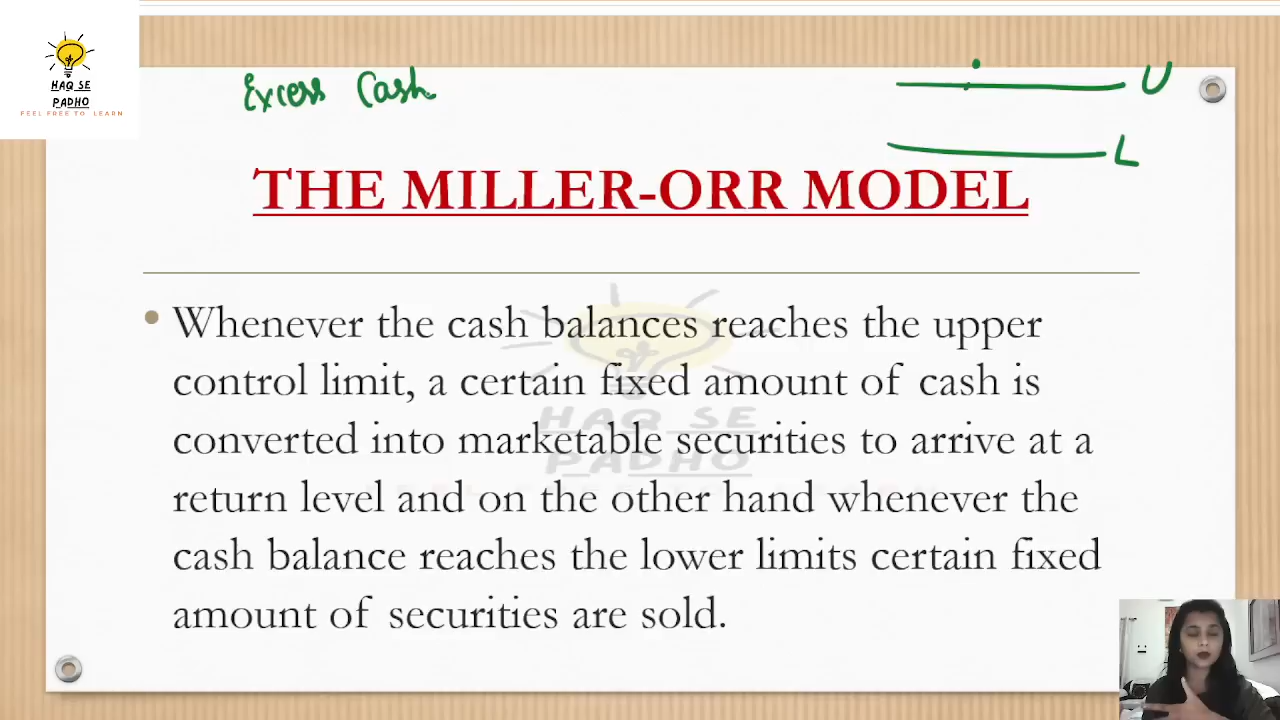 HAQ SE
PADHO
FEEL FREE TO LEARN
Excess Cash
U
L
THE MILLER-ORR MODEL
• Whenever the cash balances reaches the upper
control limit, a certain fixed amount of cash is
converted into marketable securities to arrive at a
return level and on the other hand whenever the
cash balance reaches the lower limits certain fixed
amount of securities are sold.
HAQ SE
PADHO